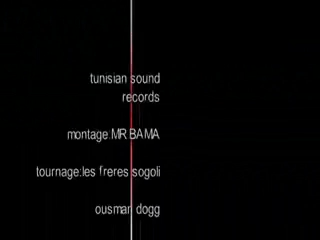 tunisian sound
records
montage:MR BAMA
tournage:les freres sogoli
ousman dogg